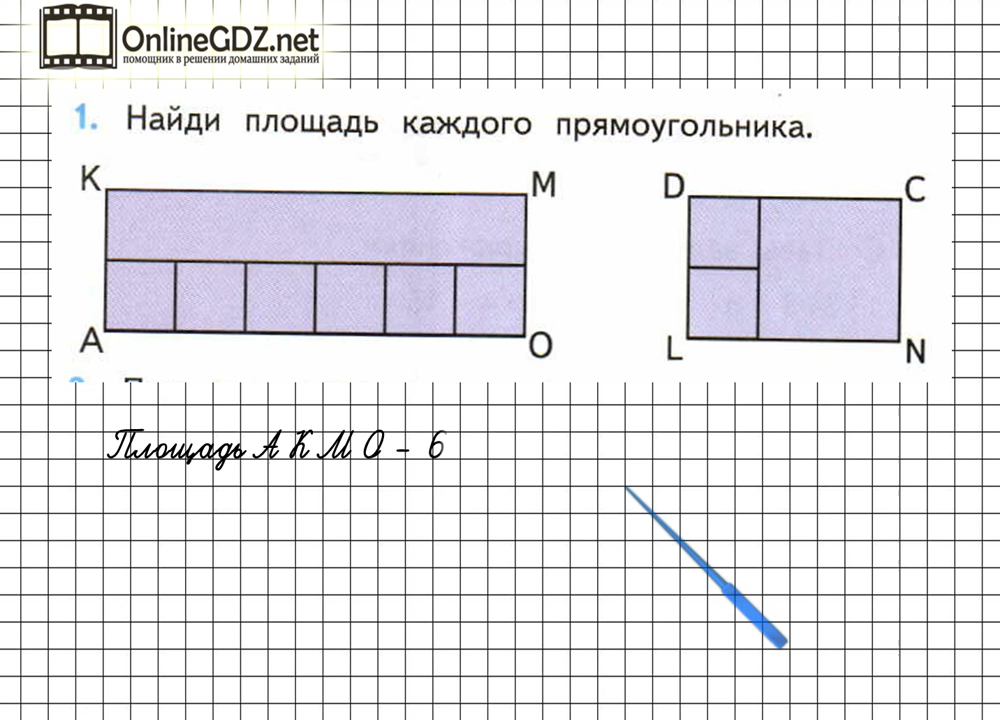 OnlineGDZ.net
помощник в решении домашних заданий
1. Найди площадь каждого прямоугольника.
K M D C
A O L N
Площадь А К М О - 6